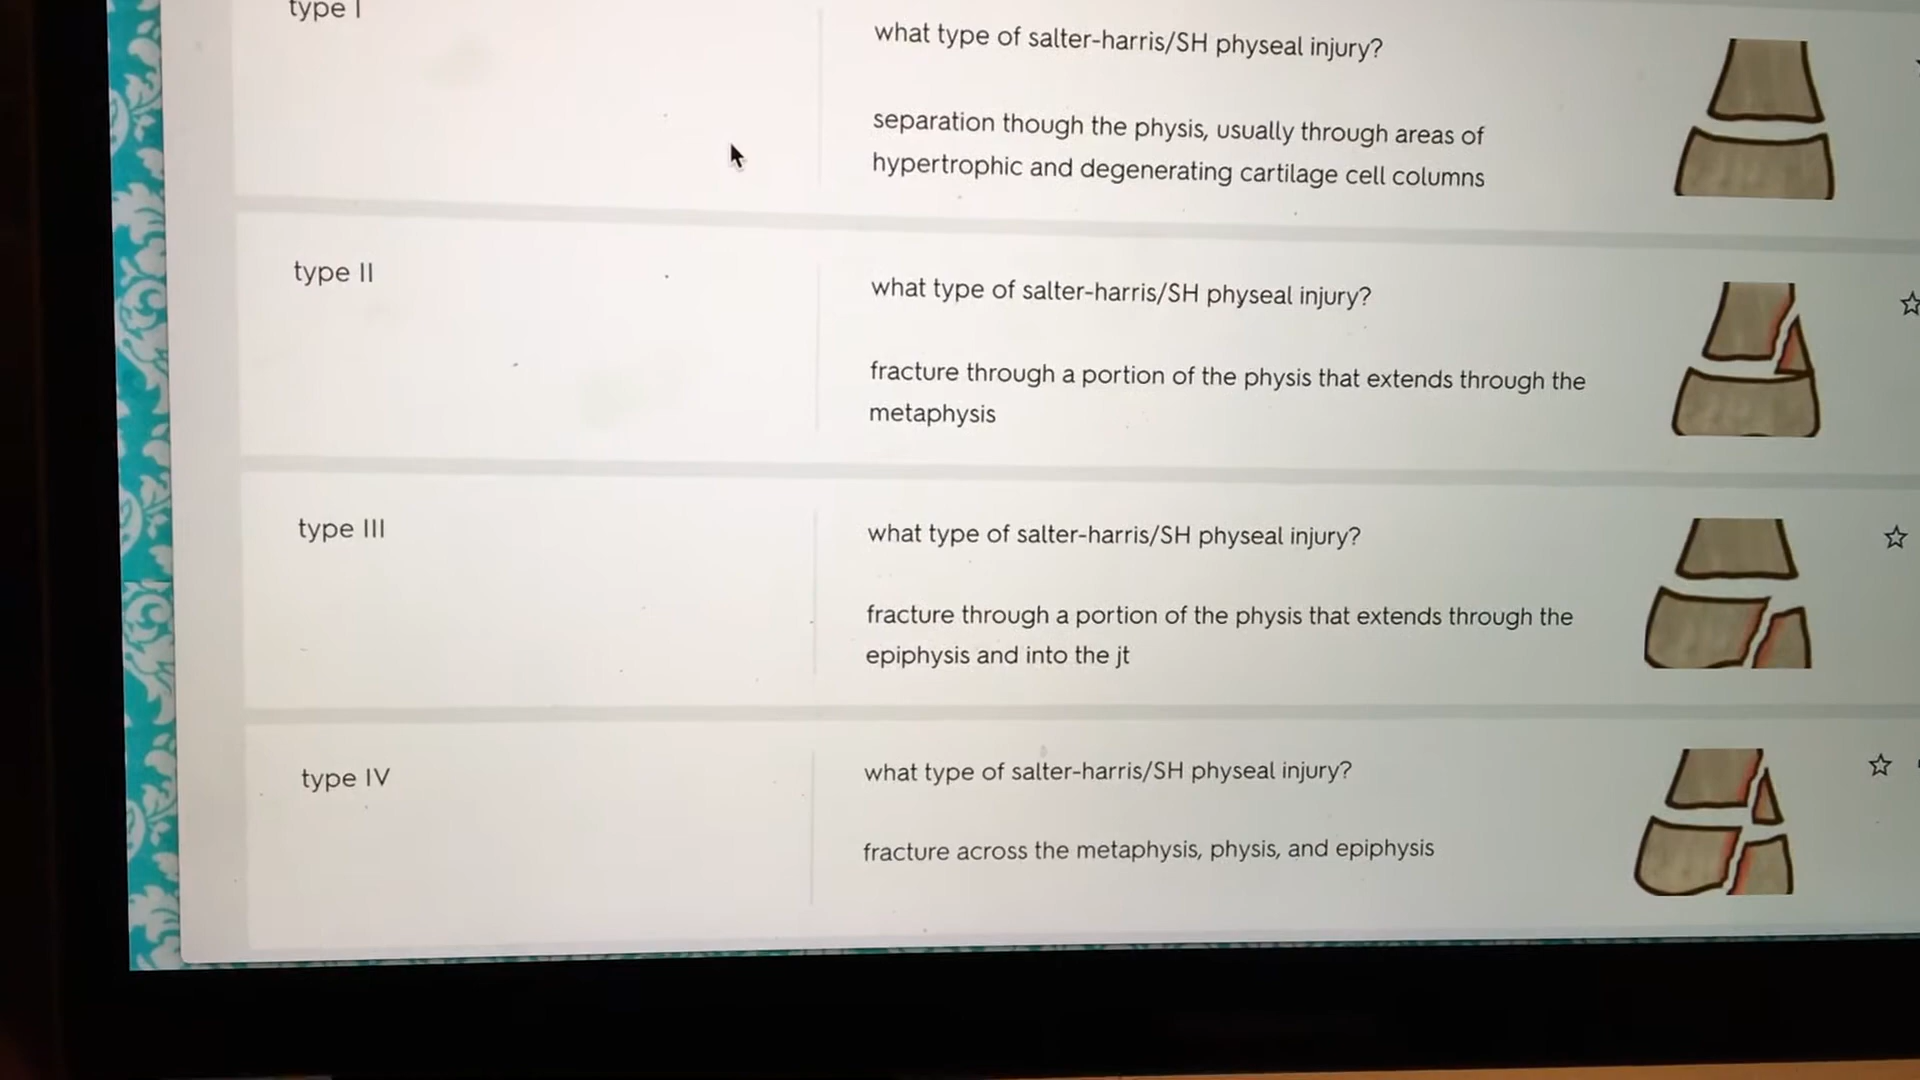 type I
what type of salter-harris/SH physeal injury?
separation though the physis, usually through areas of
hypertrophic and degenerating cartilage cell columns
type II
what type of salter-harris/SH physeal injury?
fracture through a portion of the physis that extends through the
metaphysis
type III
what type of salter-harris/SH physeal injury?
fracture through a portion of the physis that extends through the
epiphysis and into the jt
type IV
what type of salter-harris/SH physeal injury?
fracture across the metaphysis, physis, and epiphysis